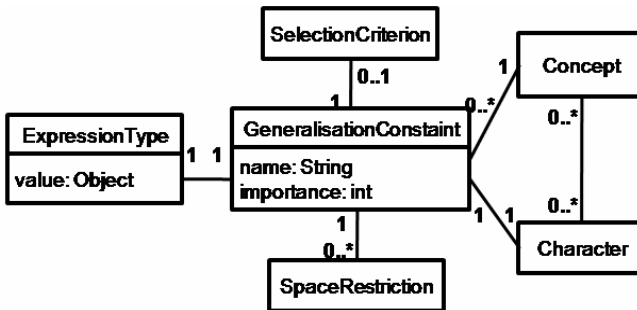 SelectionCriterion
0..1
1
Concept
1
0..*
0..*
ExpressionType
value: Object
1
1
GeneralisationConstaint
name: String
importance: int
1
1
0..*
Character
1
0..*
SpaceRestriction